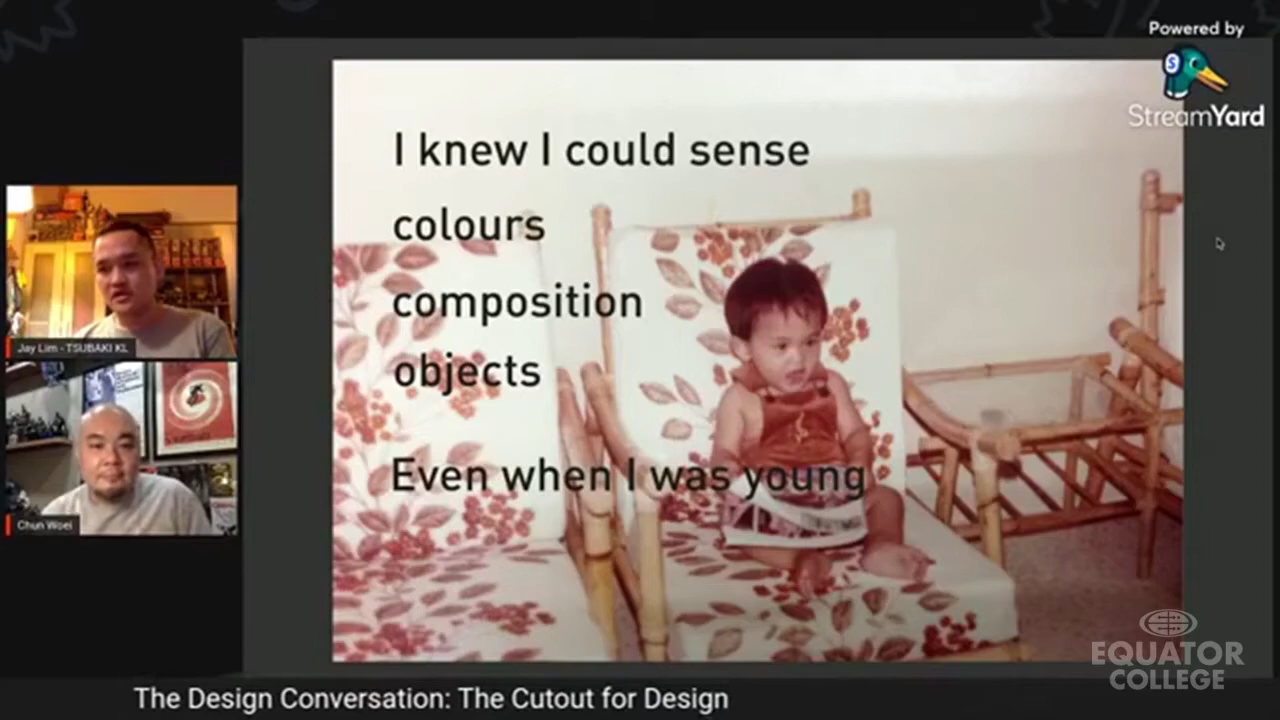 Powered by
StreamYard
I knew I could sense
colours
composition
objects
Even when I was young
Jay Lim - TSUBAKI KL
Chun Woei
EQUATOR
COLLEGE
The Design Conversation: The Cutout for Design